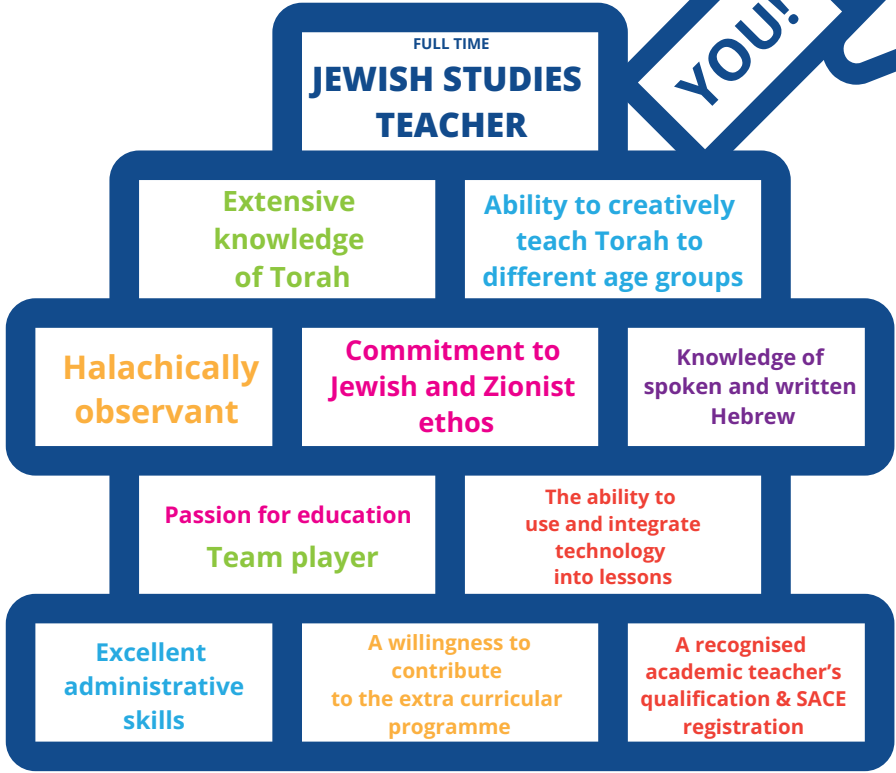 YOU!
FULL TIME
JEWISH STUDIES
TEACHER
Extensive
knowledge
of Torah
Ability to creatively
teach Torah to
different age groups
Halachically
observant
Commitment to
Jewish and Zionist
ethos
Knowledge of
spoken and written
Hebrew
Passion for education
Team player
The ability to
use and integrate
technology
into lessons
Excellent
administrative
skills
A willingness to
contribute
to the extra curricular
programme
A recognised
academic teacher’s
qualification & SACE
registration